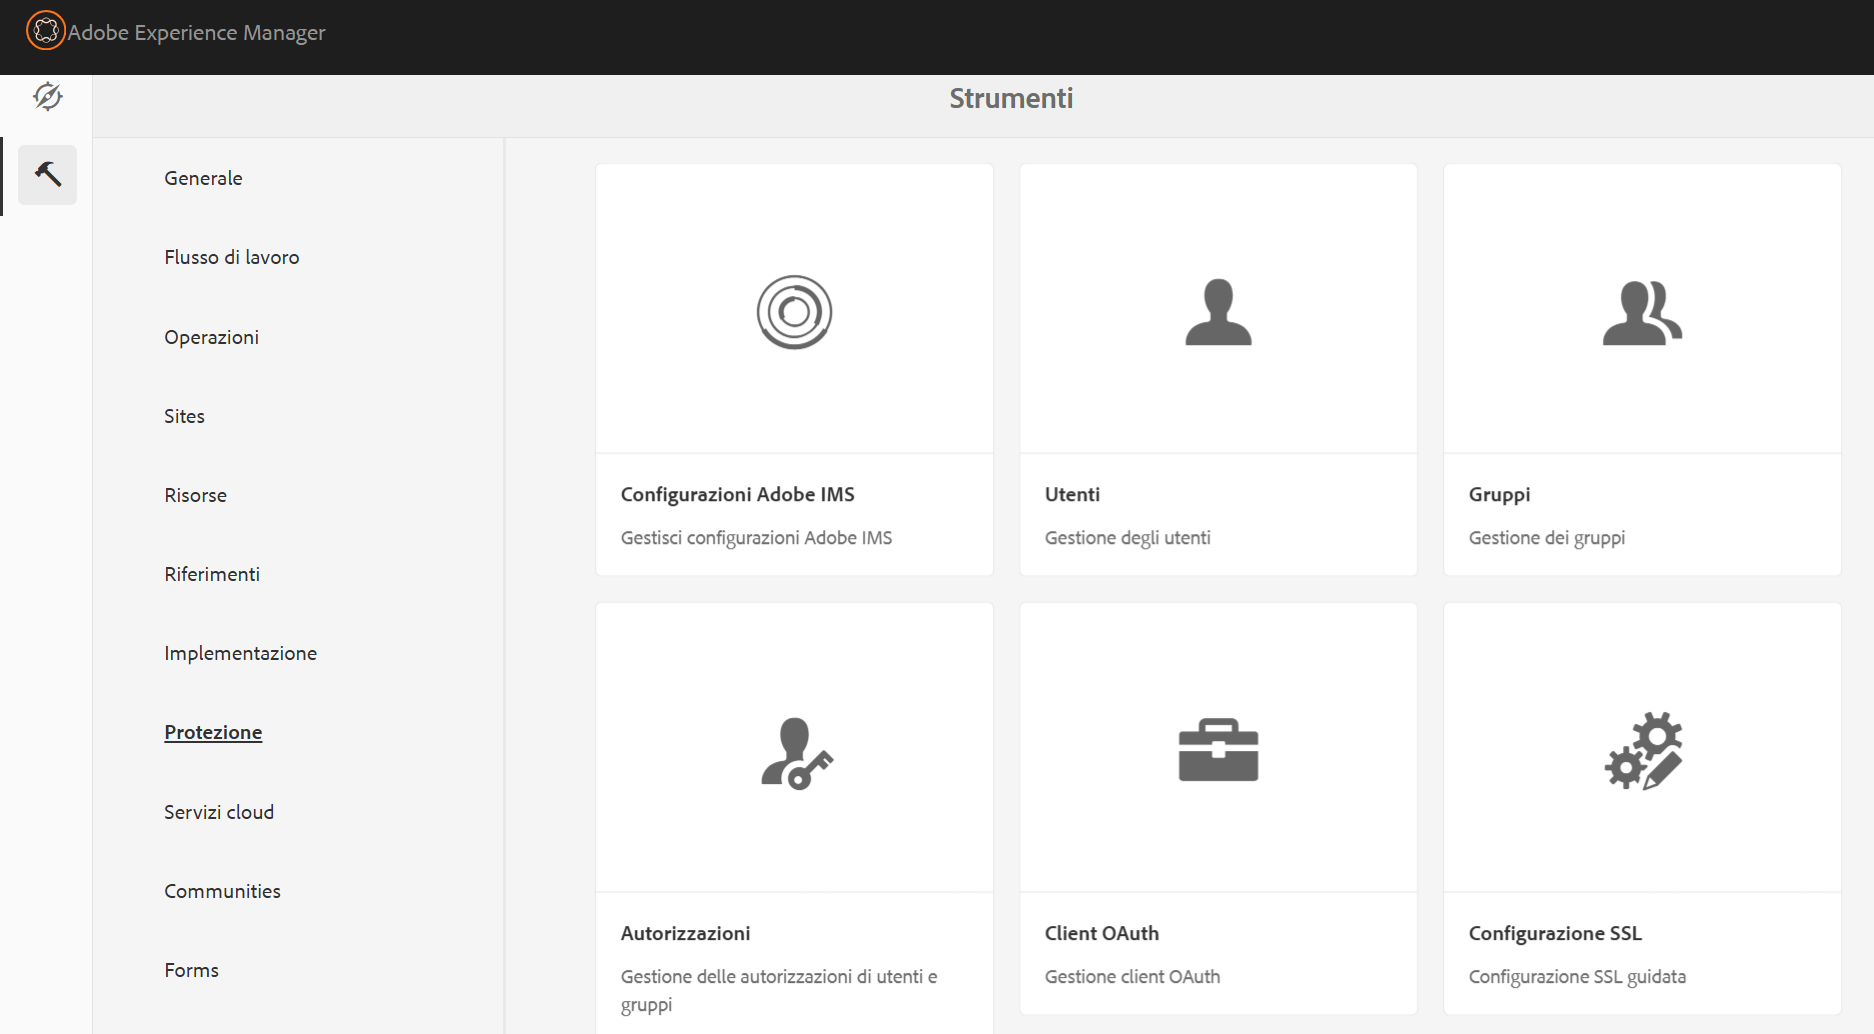 Adobe Experience Manager
Strumenti
Generale
Flusso di lavoro
Operazioni
Sites
Risorse
Riferimenti
Implementazione
Protezione
Servizi cloud
Communities
Forms
Configurazioni Adobe IMS
Gestisci configurazioni Adobe IMS
Utenti
Gestione degli utenti
Gruppi
Gestione dei gruppi
Autorizzazioni
Gestione delle autorizzazioni di utenti e
gruppi
Client OAuth
Gestione client OAuth
Configurazione SSL
Configurazione SSL guidata